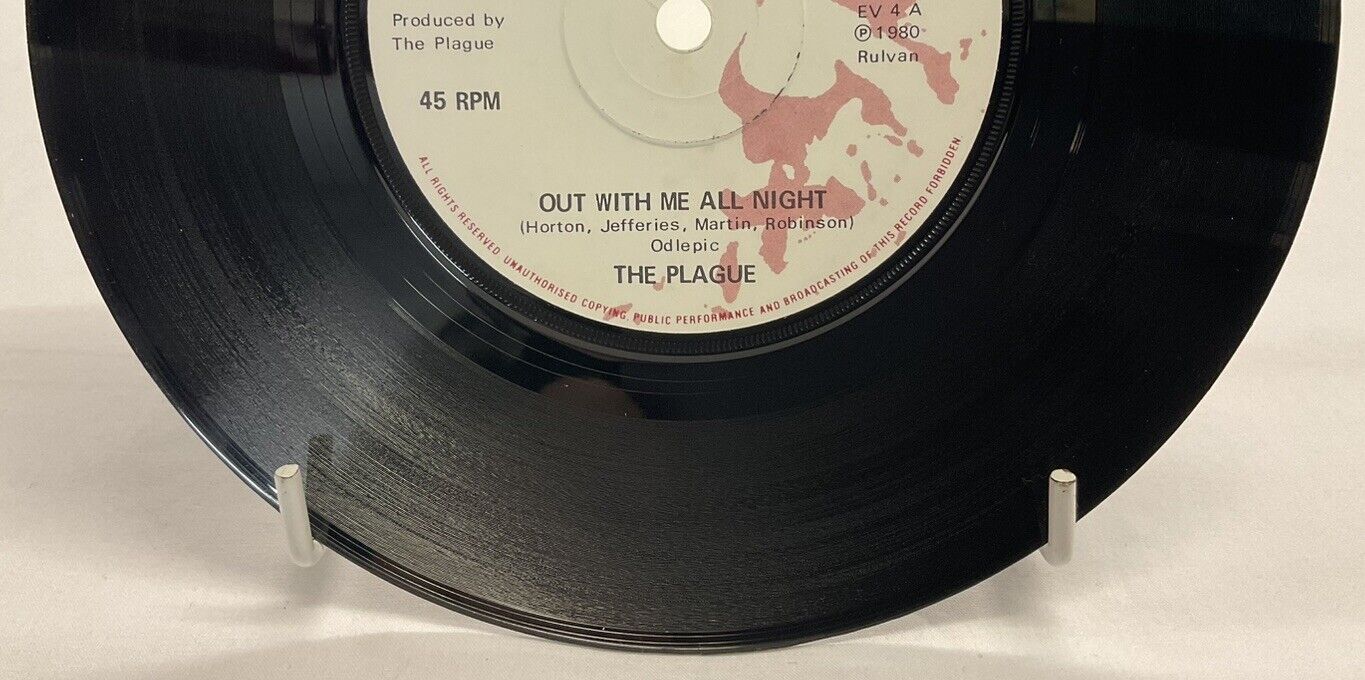 Produced by
The Plague
45 RPM
EV 4 A
℗ 1980
Rulvan
OUT WITH ME ALL NIGHT
(Horton, Jefferies, Martin, Robinson)
Odlepic
THE PLAGUE
ALL RIGHTS RESERVED UNAUTHORISED COPYING, PUBLIC PERFORMANCE AND BROADCASTING OF THIS RECORD FORBIDDEN.